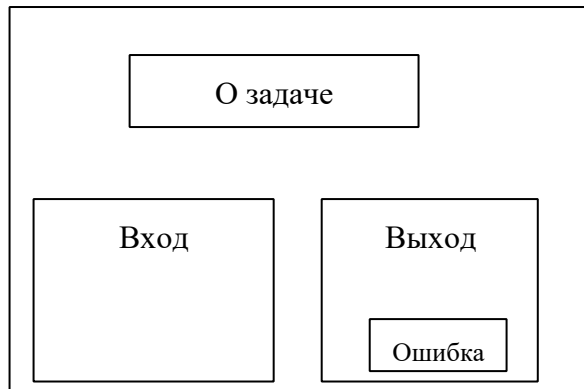 О задаче
Вход
Выход
Ошибка